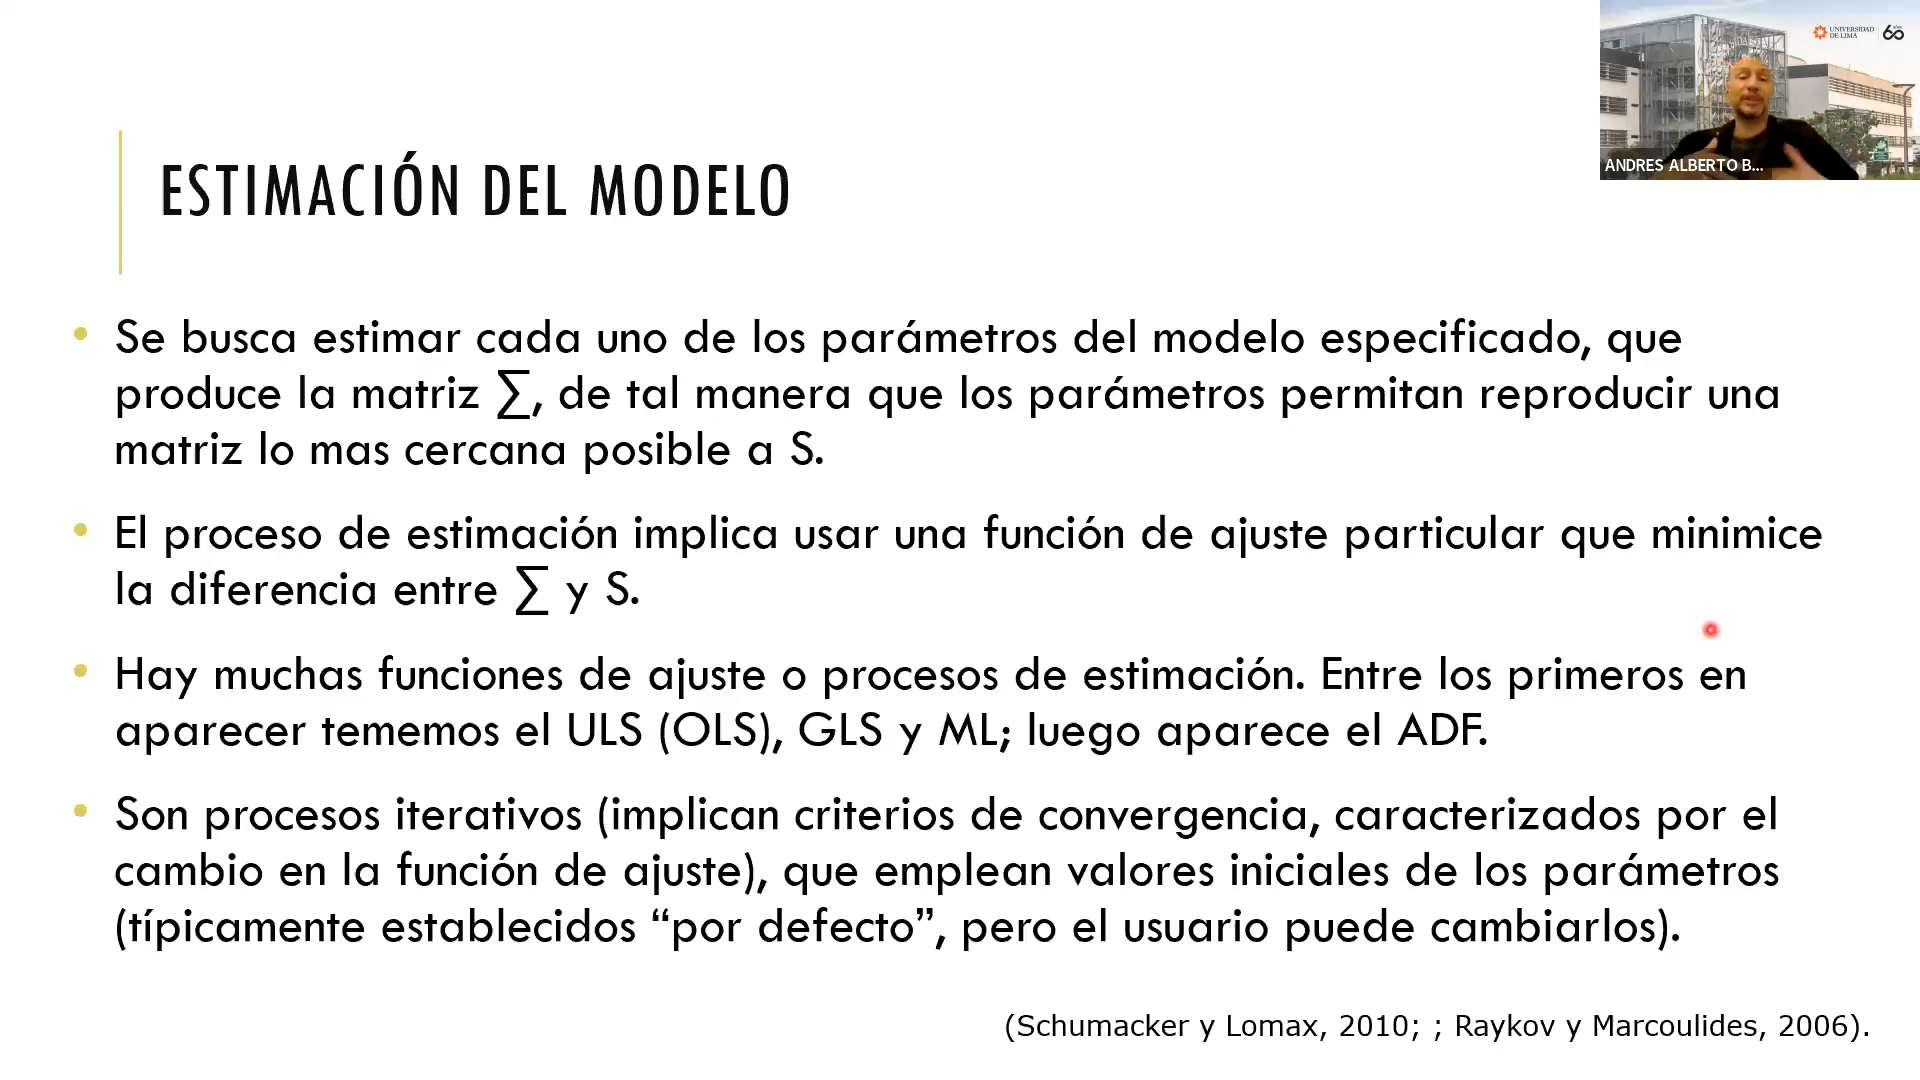 UNIVERSIDAD
DE LIMA
60
ANDRES ALBERTO B...
ESTIMACIÓN DEL MODELO
• Se busca estimar cada uno de los parámetros del modelo especificado, que
produce la matriz ∑, de tal manera que los parámetros permitan reproducir una
matriz lo mas cercana posible a S.
• El proceso de estimación implica usar una función de ajuste particular que minimice
la diferencia entre ∑ y S.
• Hay muchas funciones de ajuste o procesos de estimación. Entre los primeros en
aparecer tememos el ULS (OLS), GLS y ML; luego aparece el ADF.
• Son procesos iterativos (implican criterios de convergencia, caracterizados por el
cambio en la función de ajuste), que emplean valores iniciales de los parámetros
(típicamente establecidos “por defecto”, pero el usuario puede cambiarlos).
(Schumacker y Lomax, 2010; ; Raykov y Marcoulides, 2006).